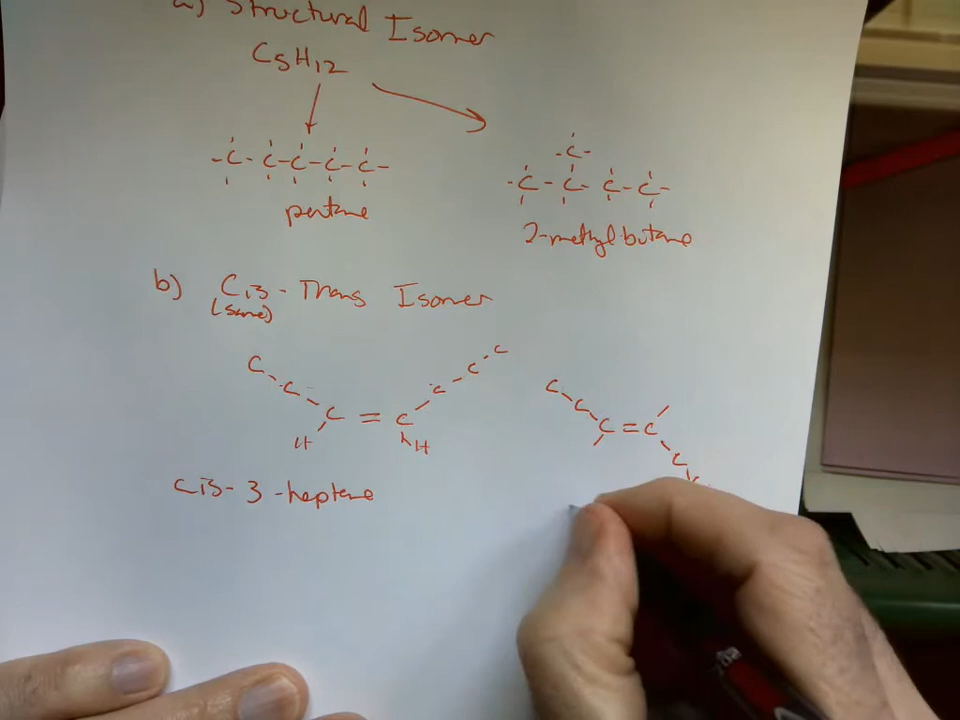 a) Structural Isomer
C5H12
-C-C-C-C-C-
pentane
-C-
-C-C-C-C-
2-methylbutane
b) Cis-Trans Isomer
(same)
C-C-C=C-C-C-C
H H
C-C-C=C-C-C
cis-3-heptene